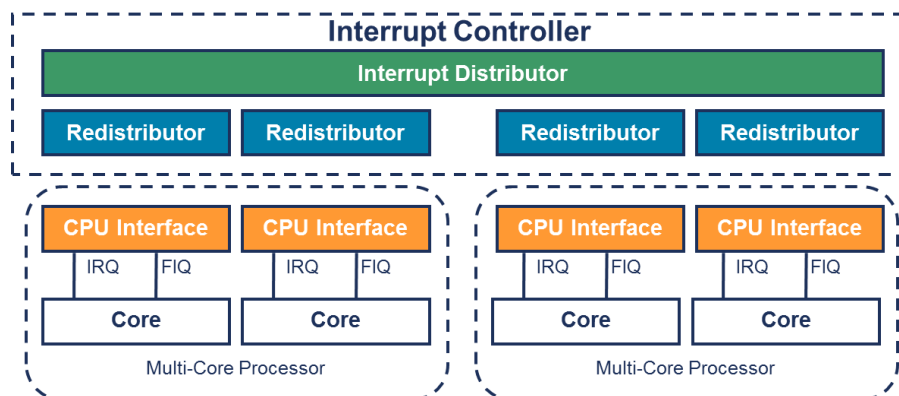 Interrupt Controller
Interrupt Distributor
Redistributor Redistributor Redistributor Redistributor
CPU Interface CPU Interface CPU Interface CPU Interface
IRQ FIQ IRQ FIQ IRQ FIQ IRQ FIQ
Core Core Core Core
Multi-Core Processor Multi-Core Processor